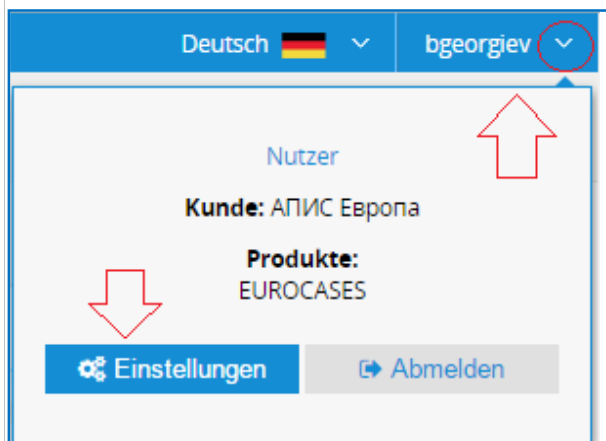 Deutsch bgeorgiev
Nutzer
Kunde: АПИС Европа
Produkte:
EUROCASES
Einstellungen Abmelden